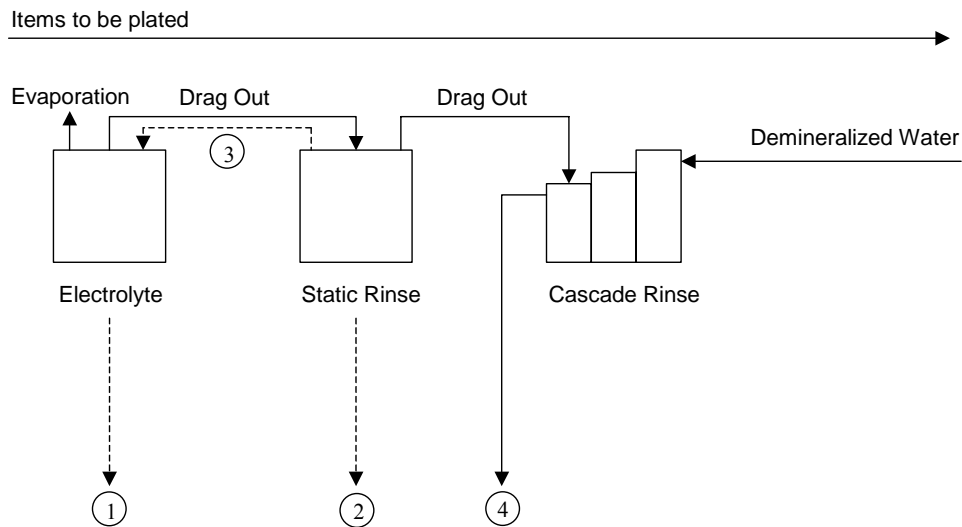 Items to be plated
Evaporation
Drag Out
Drag Out
3
Demineralized Water
Electrolyte
Static Rinse
Cascade Rinse
1
2
4